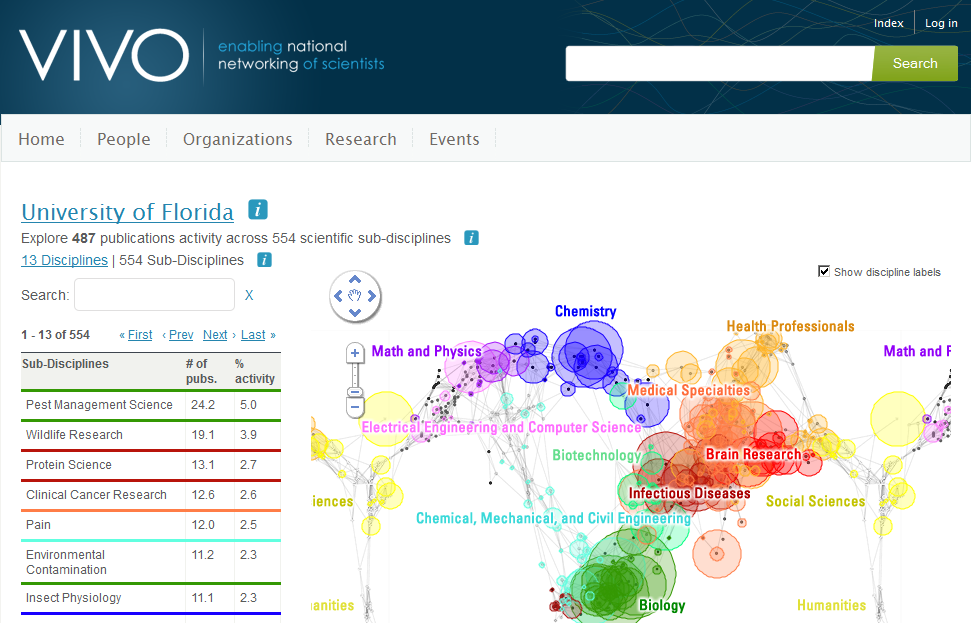 VIVO
enabling national
networking of scientists
Index
Log in
Search
Home
People
Organizations
Research
Events
University of Florida i
Explore 487 publications activity across 554 scientific sub-disciplines i
13 Disciplines | 554 Sub-Disciplines i
Search:
X
1 - 13 of 554 « First ‹ Prev Next › Last »
Sub-Disciplines # of pubs. % activity
Pest Management Science 24.2 5.0
Wildlife Research 19.1 3.9
Protein Science 13.1 2.7
Clinical Cancer Research 12.6 2.6
Pain 12.0 2.5
Environmental
Contamination 11.2 2.3
Insect Physiology 11.1 2.3
Show discipline labels
+
−
Chemistry
Health Professionals
Math and Physics
Math and P
Medical Specialties
Electrical Engineering and Computer Science
Biotechnology
Brain Research
Infectious Diseases
iences
Social Sciences
Chemical, Mechanical, and Civil Engineering
Biology
anities
Humanities